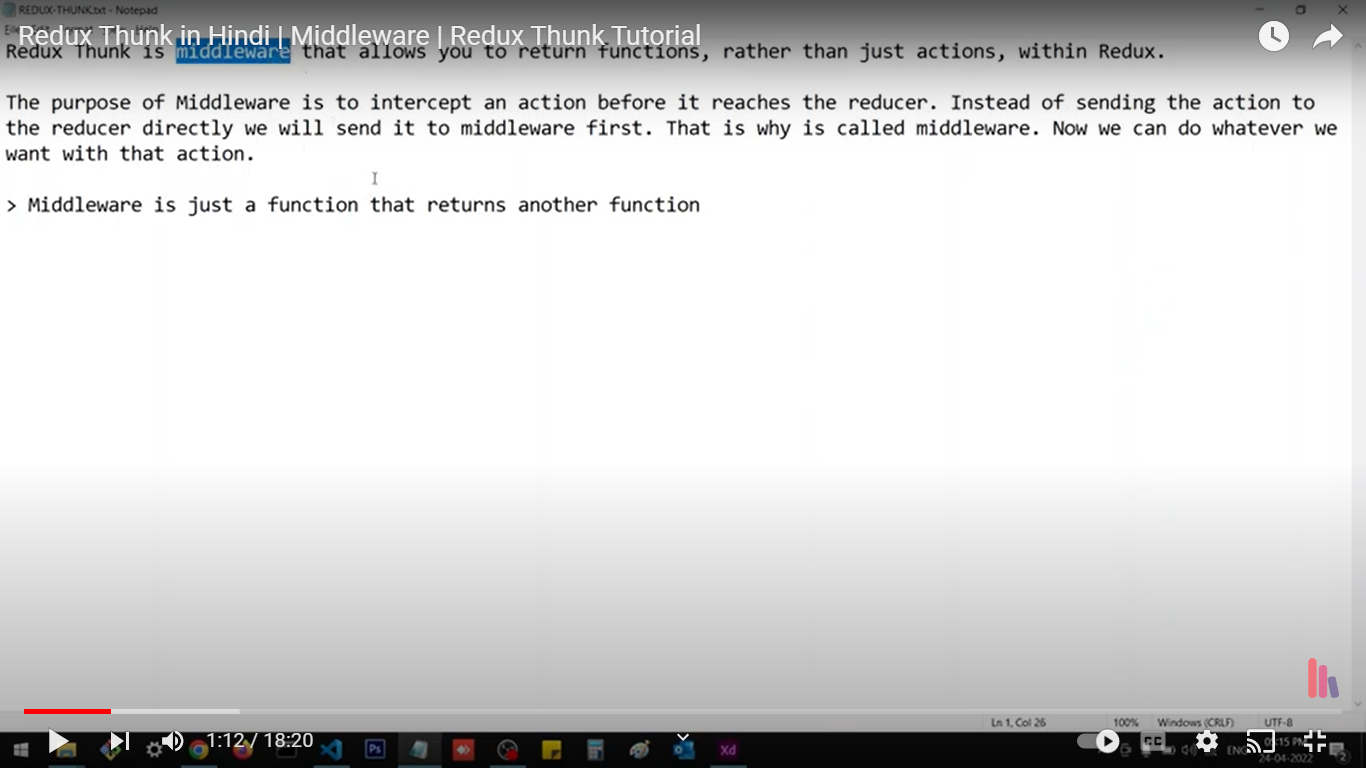 REDUX-THUNK.txt - Notepad
Redux Thunk in Hindi | Middleware | Redux Thunk Tutorial
Redux Thunk is middleware that allows you to return functions, rather than just actions, within Redux.
The purpose of Middleware is to intercept an action before it reaches the reducer. Instead of sending the action to
the reducer directly we will send it to middleware first. That is why is called middleware. Now we can do whatever we
want with that action.
> Middleware is just a function that returns another function
Ln 1, Col 26
100%
Windows (CRLF)
UTF-8
1:12 / 18:20
Ps
Xd
CC
ENG
24-04-2022